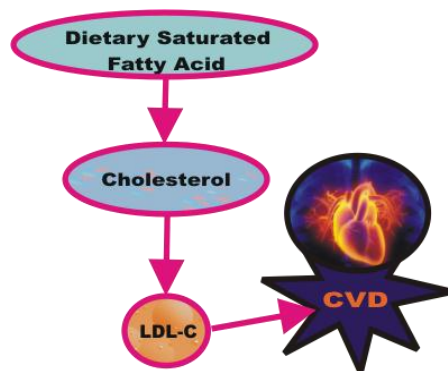 Dietary Saturated
Fatty Acid
Cholesterol
LDL-C
CVD